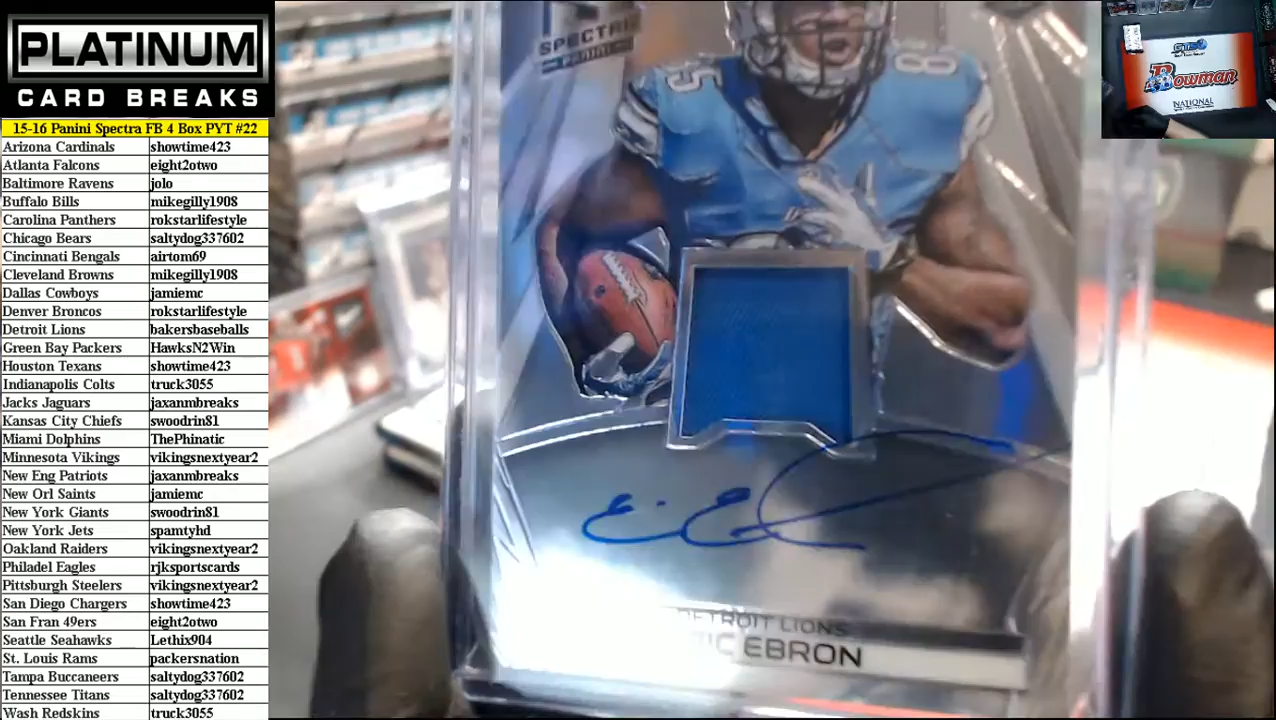 PLATINUM
CARD BREAKS
15-16 Panini Spectra FB 4 Box PYT #22
Arizona Cardinals showtime423
Atlanta Falcons eight2otwo
Baltimore Ravens jolo
Buffalo Bills mikegilly1908
Carolina Panthers rokstarlifestyle
Chicago Bears saltydog337602
Cincinnati Bengals airtom69
Cleveland Browns mikegilly1908
Dallas Cowboys jamiemc
Denver Broncos rokstarlifestyle
Detroit Lions bakersbaseballs
Green Bay Packers HawksN2Win
Houston Texans showtime423
Indianapolis Colts truck3055
Jacks Jaguars jaxanmbreaks
Kansas City Chiefs swoodrin81
Miami Dolphins ThePhinatic
Minnesota Vikings vikingsnextyear2
New Eng Patriots jaxanmbreaks
New Orl Saints jamiemc
New York Giants swoodrin81
New York Jets spamtyhd
Oakland Raiders vikingsnextyear2
Philadel Eagles rjksportscards
Pittsburgh Steelers vikingsnextyear2
San Diego Chargers showtime423
San Fran 49ers eight2otwo
Seattle Seahawks Lethix904
St. Louis Rams packersnation
Tampa Buccaneers saltydog337602
Tennessee Titans saltydog337602
Wash Redskins truck3055
SPECTRA
PANINI
85
DETROIT LIONS
EBRON
Bowman
NATIONAL